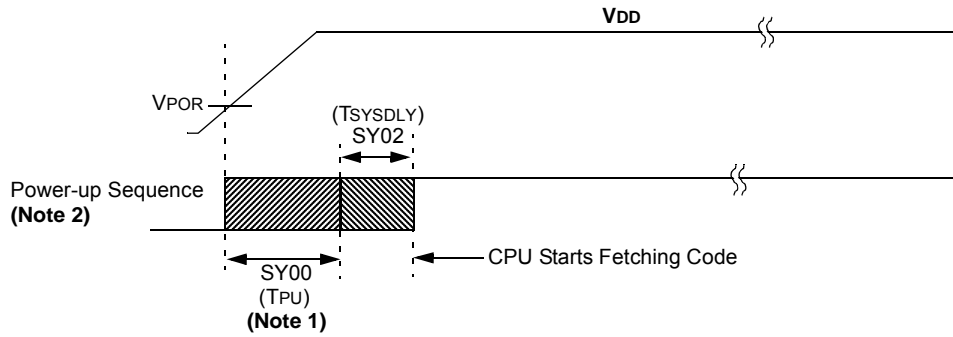 VDD
VPOR
(TSYSDLY)
SY02
Power-up Sequence
(Note 2)
CPU Starts Fetching Code
SY00
(TPU)
(Note 1)